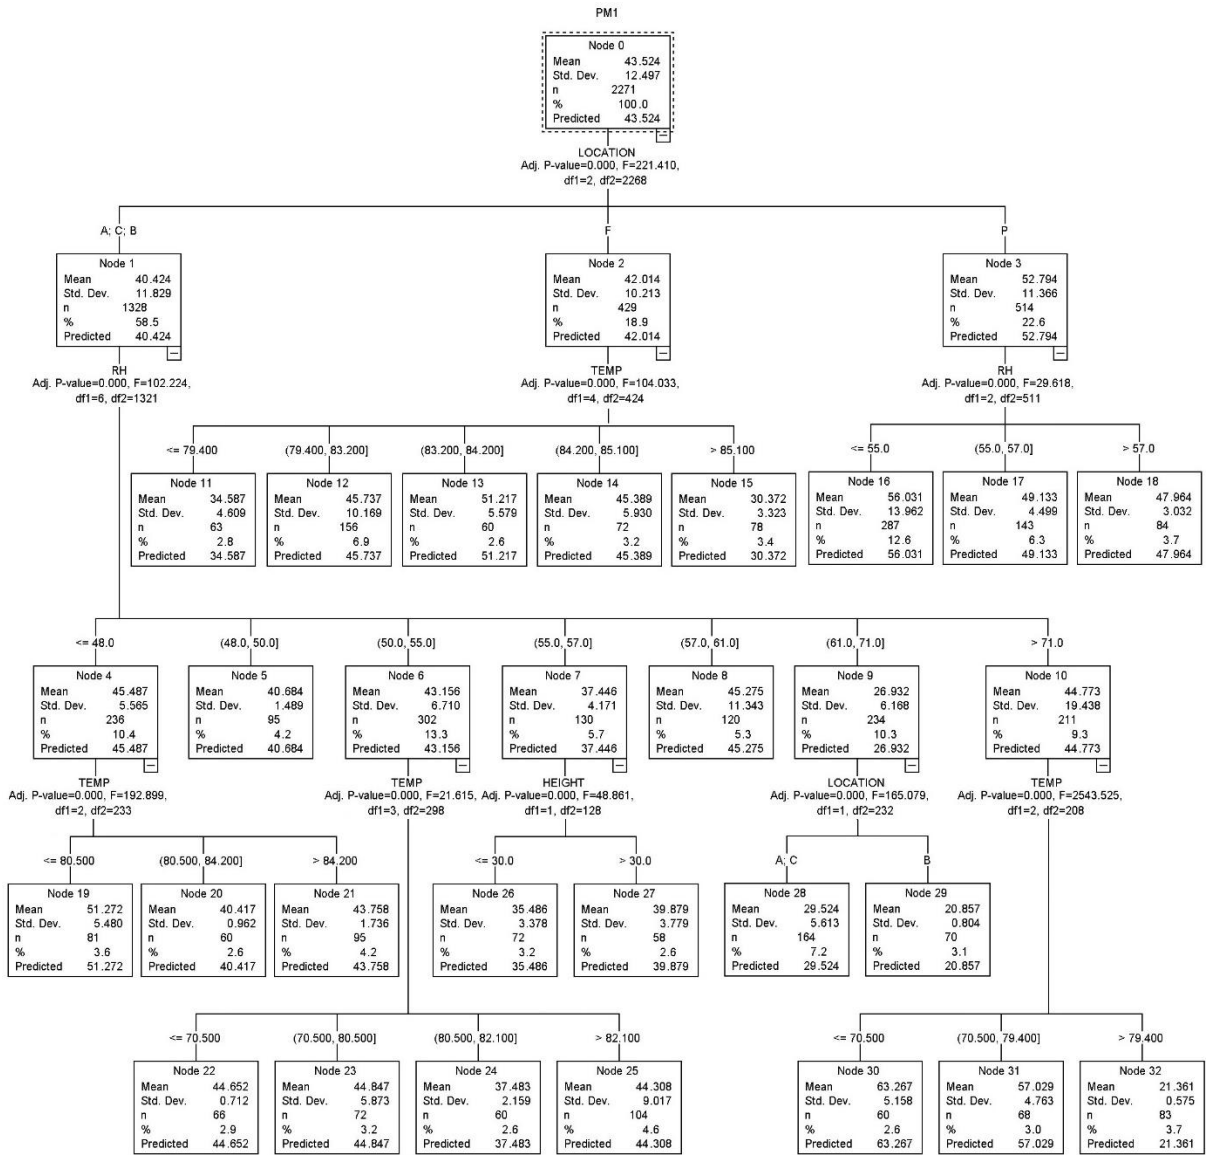 PM1
Node 0
Mean 43.524
Std. Dev. 12.497
n 2271
% 100.0
Predicted 43.524
LOCATION
Adj. P-value=0.000, F=221.410,
df1=2, df2=2268
A; C; B
F
P
Node 1
Mean 40.424
Std. Dev. 11.829
n 1328
% 58.5
Predicted 40.424
Node 2
Mean 42.014
Std. Dev. 10.213
n 429
% 18.9
Predicted 42.014
Node 3
Mean 52.794
Std. Dev. 11.366
n 514
% 22.6
Predicted 52.794
RH
Adj. P-value=0.000, F=102.224,
df1=6, df2=1321
TEMP
Adj. P-value=0.000, F=104.033,
df1=4, df2=424
RH
Adj. P-value=0.000, F=29.618,
df1=2, df2=511
<= 79.400
(79.400, 83.200]
(83.200, 84.200]
(84.200, 85.100]
> 85.100
<= 55.0
(55.0, 57.0]
> 57.0
Node 11
Mean 34.587
Std. Dev. 4.609
n 63
% 2.8
Predicted 34.587
Node 12
Mean 45.737
Std. Dev. 10.169
n 156
% 6.9
Predicted 45.737
Node 13
Mean 51.217
Std. Dev. 5.579
n 60
% 2.6
Predicted 51.217
Node 14
Mean 45.389
Std. Dev. 5.930
n 72
% 3.2
Predicted 45.389
Node 15
Mean 30.372
Std. Dev. 3.323
n 78
% 3.4
Predicted 30.372
Node 16
Mean 56.031
Std. Dev. 13.962
n 287
% 12.6
Predicted 56.031
Node 17
Mean 49.133
Std. Dev. 4.499
n 143
% 6.3
Predicted 49.133
Node 18
Mean 47.964
Std. Dev. 3.032
n 84
% 3.7
Predicted 47.964
<= 48.0
(48.0, 50.0]
(50.0, 55.0]
(55.0, 57.0]
(57.0, 61.0]
(61.0, 71.0]
> 71.0
Node 4
Mean 45.487
Std. Dev. 5.565
n 236
% 10.4
Predicted 45.487
Node 5
Mean 40.684
Std. Dev. 1.489
n 95
% 4.2
Predicted 40.684
Node 6
Mean 43.156
Std. Dev. 6.710
n 302
% 13.3
Predicted 43.156
Node 7
Mean 37.446
Std. Dev. 4.171
n 130
% 5.7
Predicted 37.446
Node 8
Mean 45.275
Std. Dev. 11.343
n 120
% 5.3
Predicted 45.275
Node 9
Mean 26.932
Std. Dev. 6.168
n 234
% 10.3
Predicted 26.932
Node 10
Mean 44.773
Std. Dev. 19.438
n 211
% 9.3
Predicted 44.773
TEMP
Adj. P-value=0.000, F=192.899,
df1=2, df2=233
TEMP
Adj. P-value=0.000, F=21.615,
df1=3, df2=298
HEIGHT
Adj. P-value=0.000, F=48.861,
df1=1, df2=128
LOCATION
Adj. P-value=0.000, F=165.079,
df1=1, df2=232
TEMP
Adj. P-value=0.000, F=2543.525,
df1=2, df2=208
<= 80.500
(80.500, 84.200]
> 84.200
<= 30.0
> 30.0
A; C
B
Node 19
Mean 51.272
Std. Dev. 5.480
n 81
% 3.6
Predicted 51.272
Node 20
Mean 40.417
Std. Dev. 0.962
n 60
% 2.6
Predicted 40.417
Node 21
Mean 43.758
Std. Dev. 1.736
n 95
% 4.2
Predicted 43.758
Node 26
Mean 35.486
Std. Dev. 3.378
n 72
% 3.2
Predicted 35.486
Node 27
Mean 39.879
Std. Dev. 3.779
n 58
% 2.6
Predicted 39.879
Node 28
Mean 29.524
Std. Dev. 5.613
n 164
% 7.2
Predicted 29.524
Node 29
Mean 20.857
Std. Dev. 0.804
n 70
% 3.1
Predicted 20.857
<= 70.500
(70.500, 80.500]
(80.500, 82.100]
> 82.100
<= 70.500
(70.500, 79.400]
> 79.400
Node 22
Mean 44.652
Std. Dev. 0.712
n 66
% 2.9
Predicted 44.652
Node 23
Mean 44.847
Std. Dev. 5.873
n 72
% 3.2
Predicted 44.847
Node 24
Mean 37.483
Std. Dev. 2.159
n 60
% 2.6
Predicted 37.483
Node 25
Mean 44.308
Std. Dev. 9.017
n 104
% 4.6
Predicted 44.308
Node 30
Mean 63.267
Std. Dev. 5.158
n 60
% 2.6
Predicted 63.267
Node 31
Mean 57.029
Std. Dev. 4.763
n 68
% 3.0
Predicted 57.029
Node 32
Mean 21.361
Std. Dev. 0.575
n 83
% 3.7
Predicted 21.361